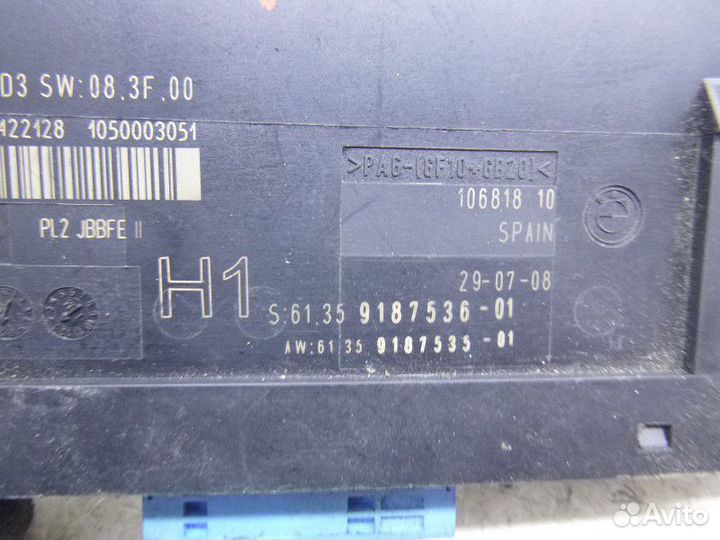 D3 SW:08.3F.00
422128 1050003051
>PA6-(GF10+GB20)<
106818 10
PL2 JBBFE II
SPAIN
H1
29-07-08
S:61.35 9187536-01
AW:61 35 9187535-01
Avito